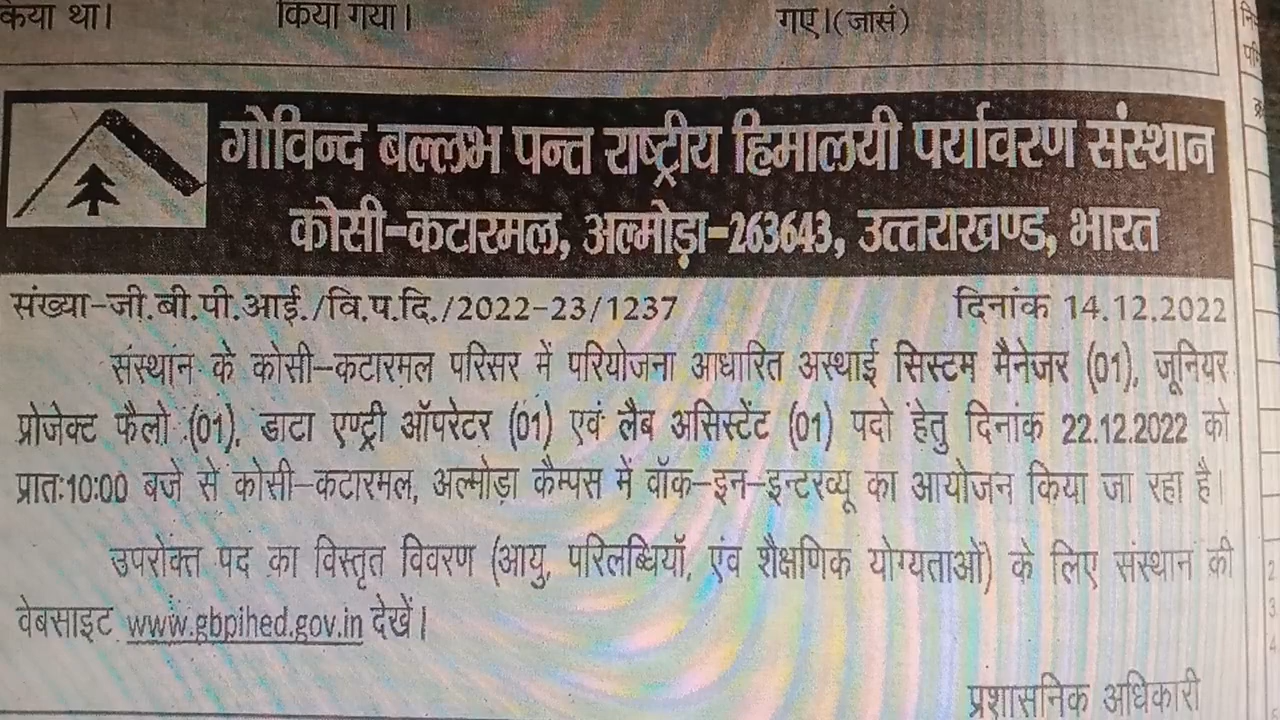 किया था।
किया गया।
गए।(जासं)
गोविन्द बल्लभ पन्त राष्ट्रीय हिमालयी पर्यावरण संस्थान
कोसी-कटारमल, अल्मोड़ा-263643, उत्तराखण्ड, भारत
संख्या-जी.बी.पी.आई./वि.प.दि./2022-23/1237 दिनांक 14.12.2022
संस्थान के कोसी-कटारमल परिसर में परियोजना आधारित अस्थाई सिस्टम मैनेजर (01), जूनियर
प्रोजेक्ट फैलो (01), डाटा एण्ट्री ऑपरेटर (01) एवं लैब असिस्टेंट (01) पदो हेतु दिनांक 22.12.2022 को
प्रातः10:00 बजे से कोसी-कटारमल, अल्मोड़ा कैम्पस में वॉक-इन-इन्टरव्यू का आयोजन किया जा रहा है।
उपरोक्त पद का विस्तृत विवरण (आयु, परिलब्धियॉ, एंव शैक्षणिक योग्यताओं) के लिए संस्थान की
वेबसाइट www.gbpihed.gov.in देखें।
प्रशासनिक अधिकारी